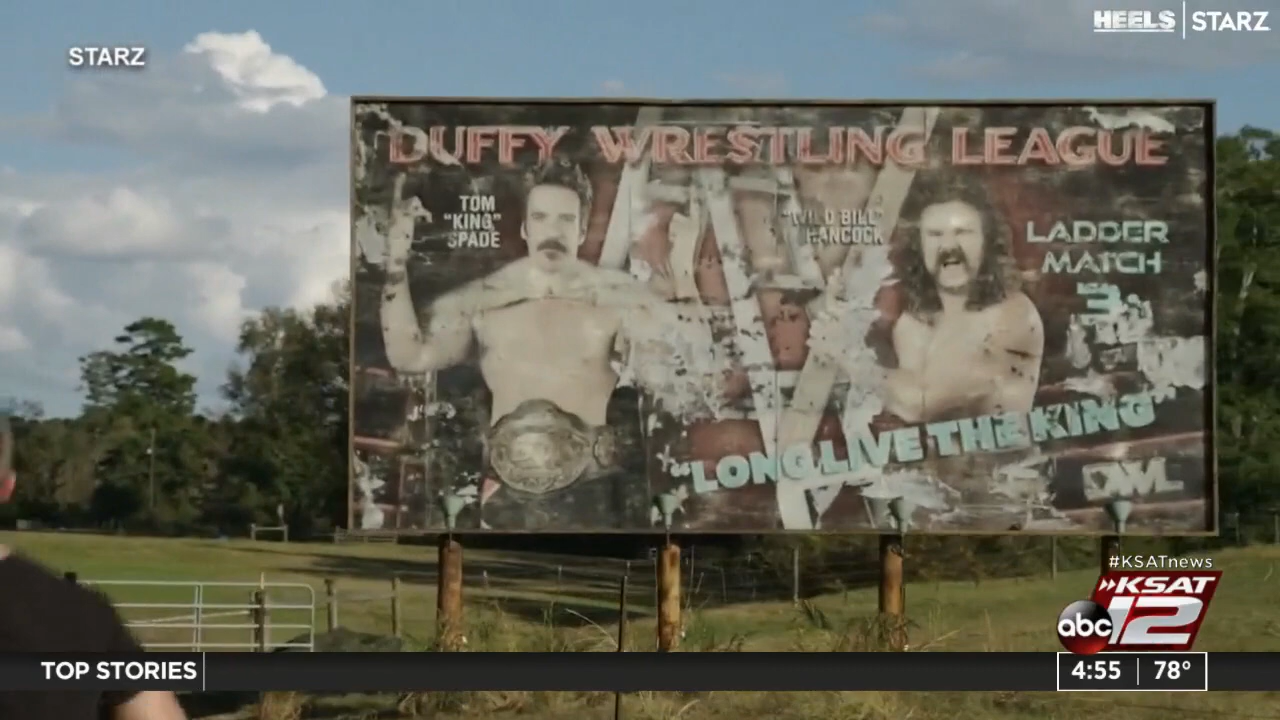 HEELS | STARZ
STARZ
DUFFY WRESTLING LEAGUE
TOM
"KING"
SPADE
"WILD BILL"
HANCOCK
LADDER
MATCH
3
"LONG LIVE THE KING"
DWL
#KSATnews
KSAT
abc 12
TOP STORIES
4:55 | 78°